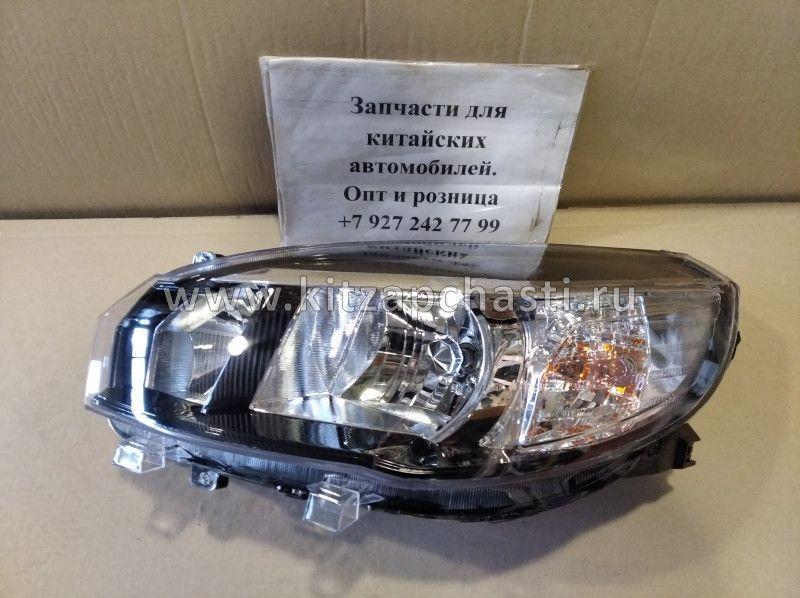 Запчасти для
китайских
автомобилей.
Опт и розница
+7 927 242 77 99
www.kitzapchasti.ru